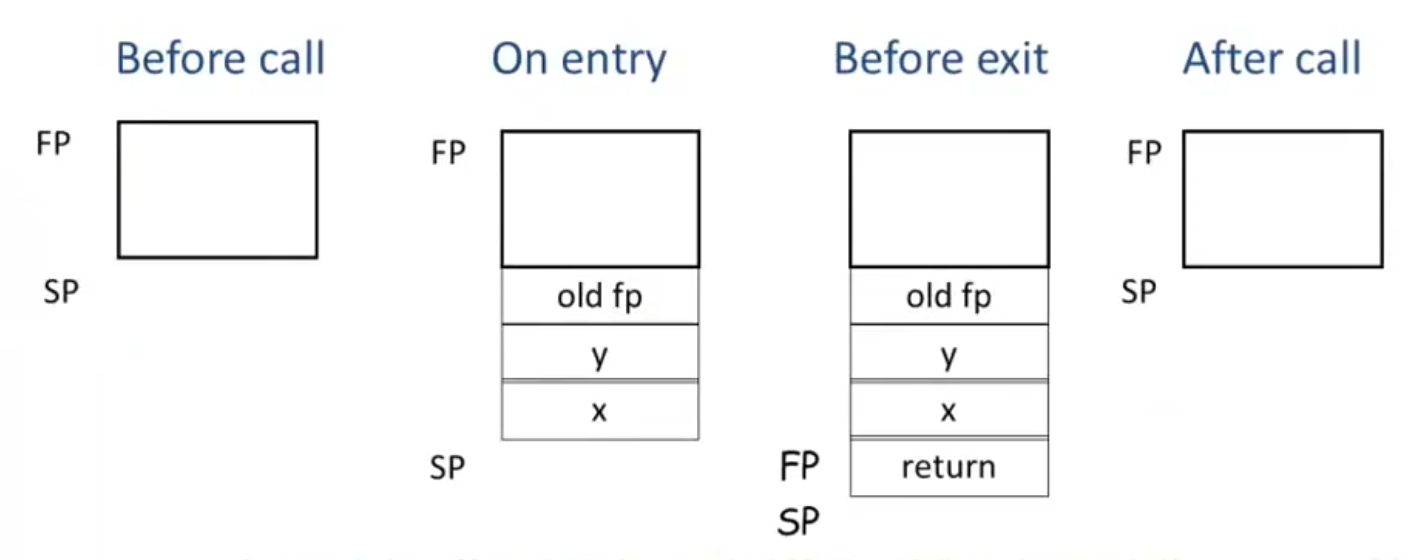 Before call
On entry
Before exit
After call
FP
FP
FP
SP
old fp
old fp
SP
y
y
x
x
SP
FP
return
SP